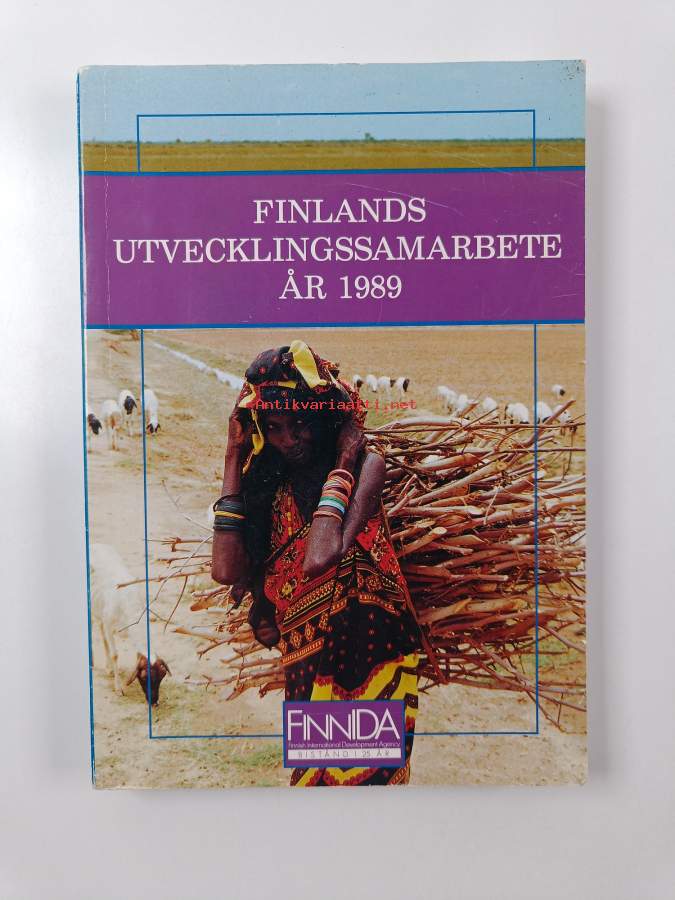 FINLANDS
UTVECKLINGSSAMARBETE
ÅR 1989
Antikvariaatti.net
FINNIDA
Finnish International Development Agency
BISTÅND I 25 ÅR